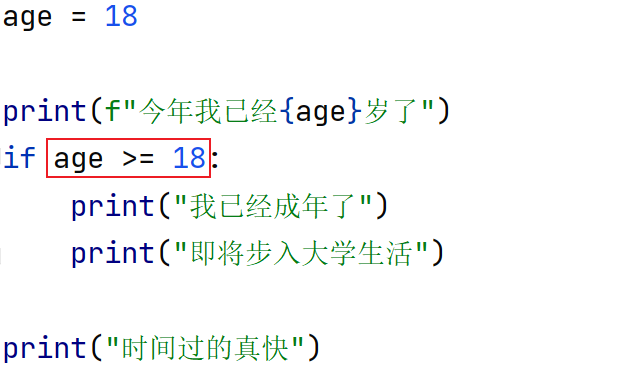 age = 18
print(f"今年我已经{age}岁了")
if age >= 18:
print("我已经成年了")
print("即将步入大学生活")
print("时间过的真快")